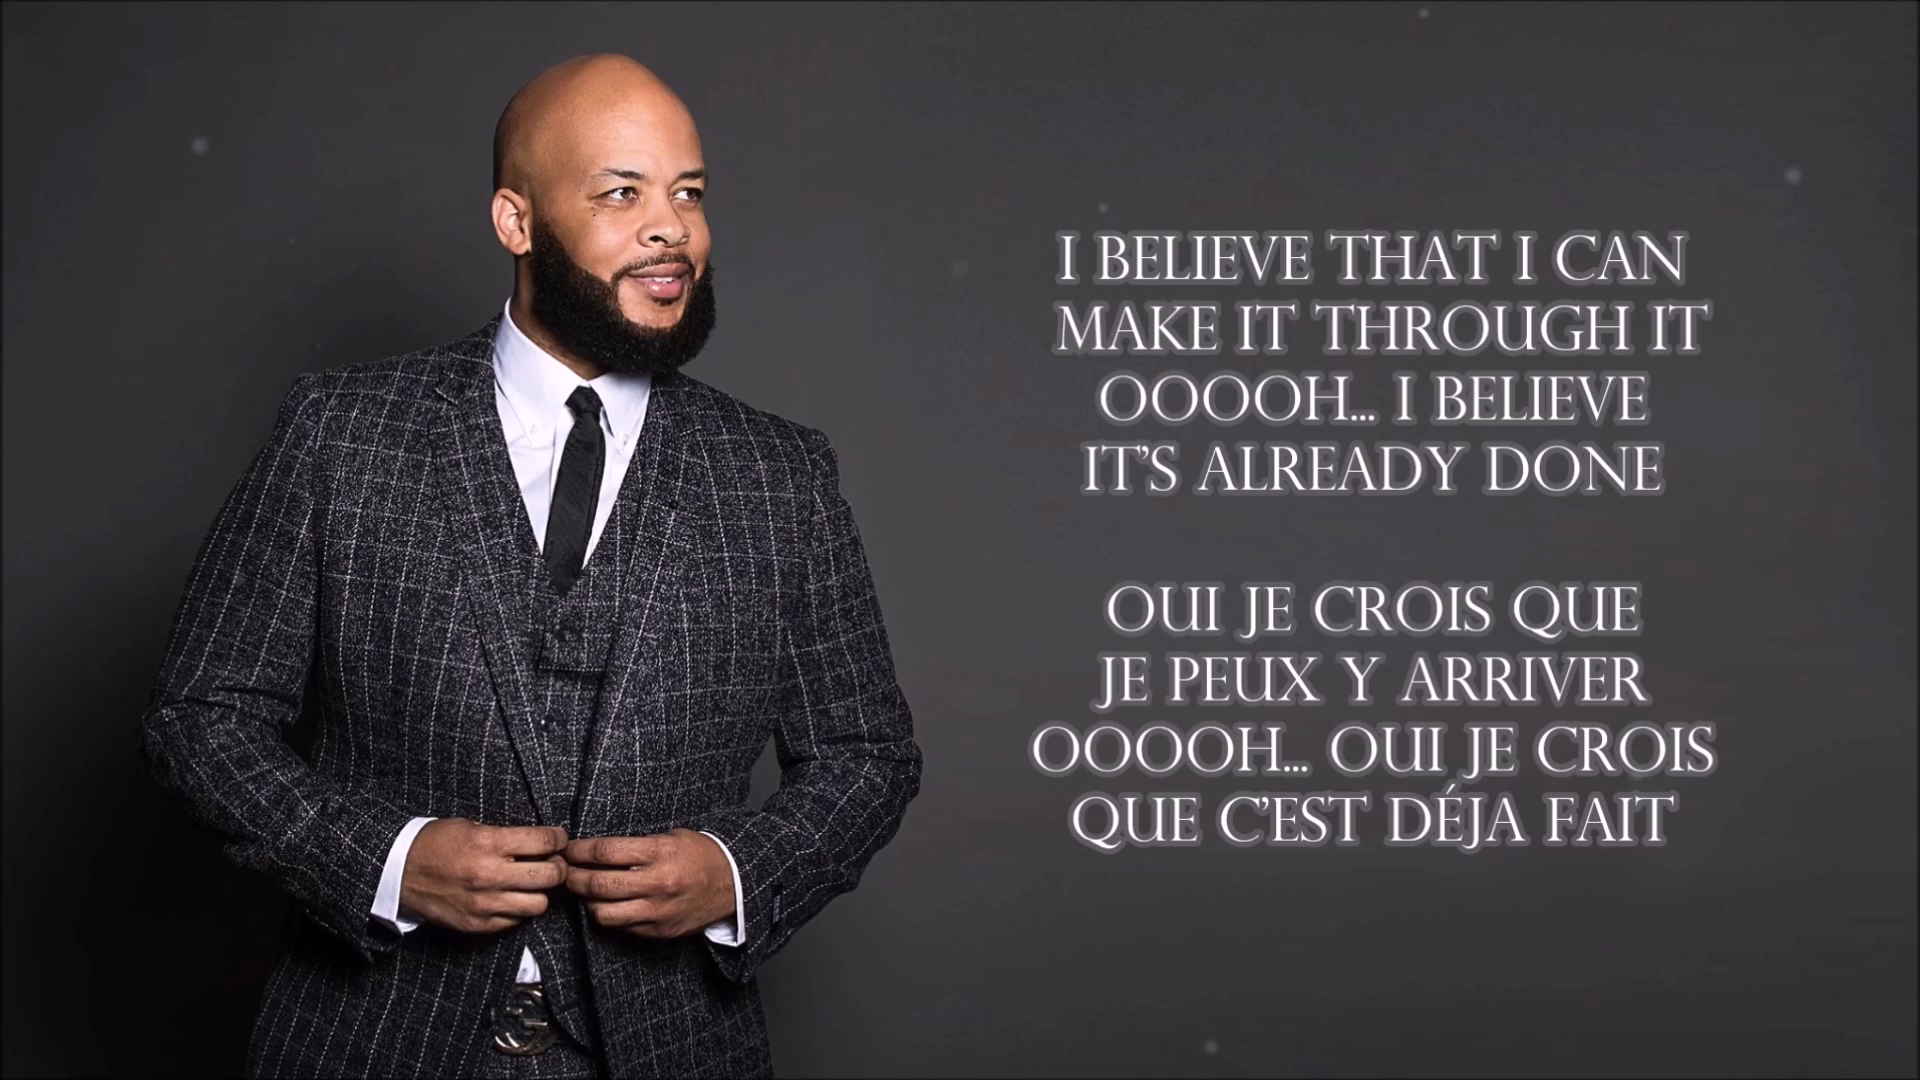 I BELIEVE THAT I CAN
MAKE IT THROUGH IT
OOOOH... I BELIEVE
IT'S ALREADY DONE
OUI JE CROIS QUE
JE PEUX Y ARRIVER
OOOOH... OUI JE CROIS
QUE C'EST DÉJA FAIT